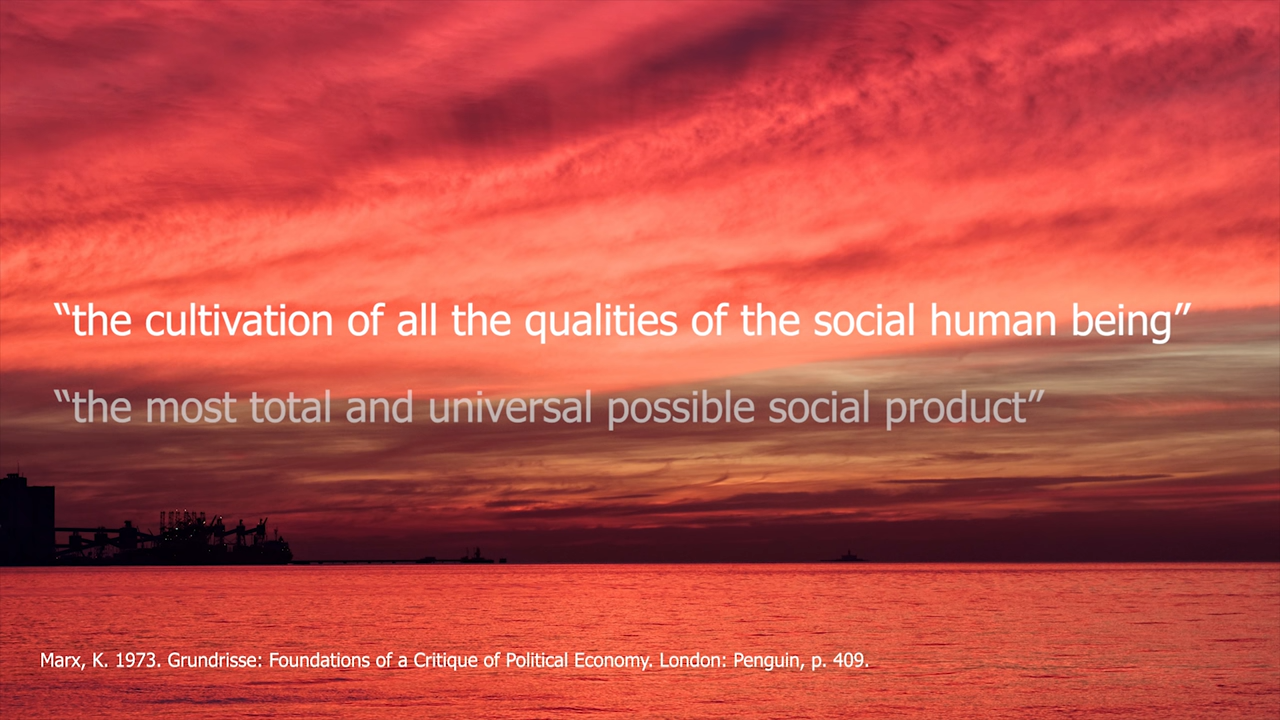 “the cultivation of all the qualities of the social human being”
“the most total and universal possible social product”
Marx, K. 1973. Grundrisse: Foundations of a Critique of Political Economy. London: Penguin, p. 409.